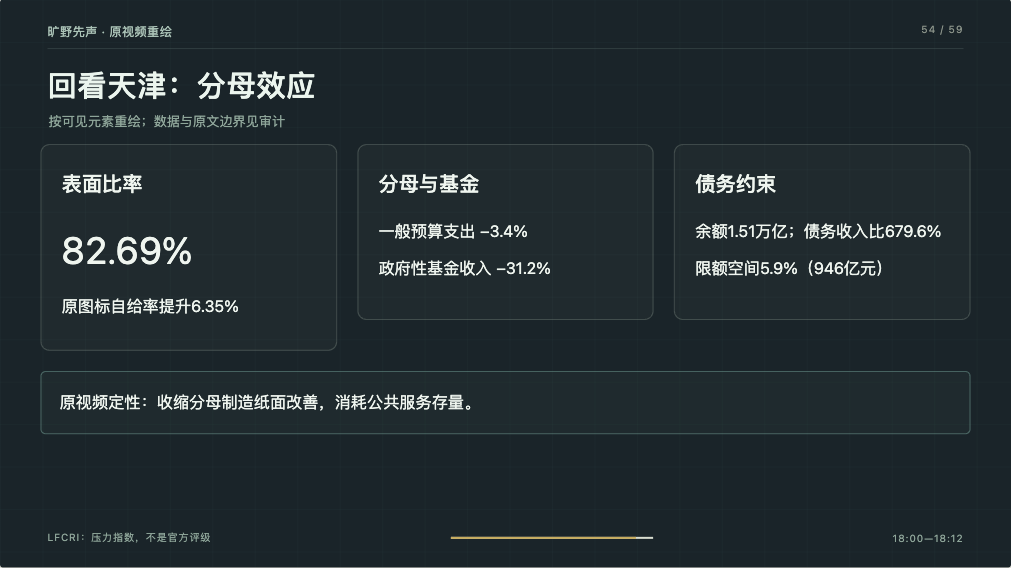 旷野先声 · 原视频重绘
54 / 59
回看天津：分母效应
按可见元素重绘；数据与原文边界见审计
表面比率
82.69%
原图标自给率提升6.35%
分母与基金
一般预算支出 −3.4%
政府性基金收入 −31.2%
债务约束
余额1.51万亿；债务收入比679.6%
限额空间5.9%（946亿元）
原视频定性：收缩分母制造纸面改善，消耗公共服务存量。
LFCRI：压力指数，不是官方评级
18:00—18:12